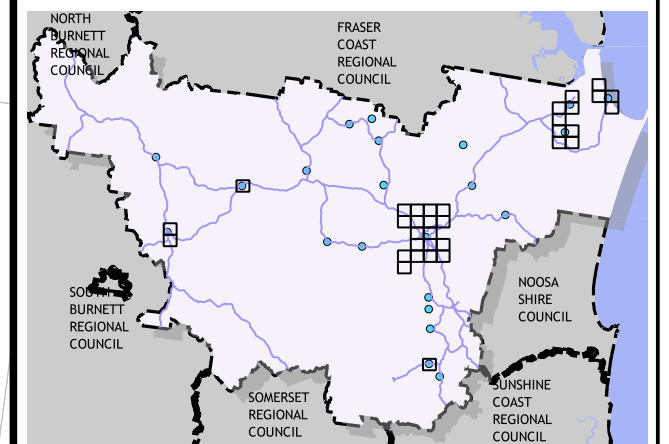 NORTH
BURNETT
REGIONAL
COUNCIL
FRASER
COAST
REGIONAL
COUNCIL
SOUTH
BURNETT
REGIONAL
COUNCIL
NOOSA
SHIRE
COUNCIL
SOMERSET
REGIONAL
COUNCIL
SUNSHINE
COAST
REGIONAL
COUNCIL